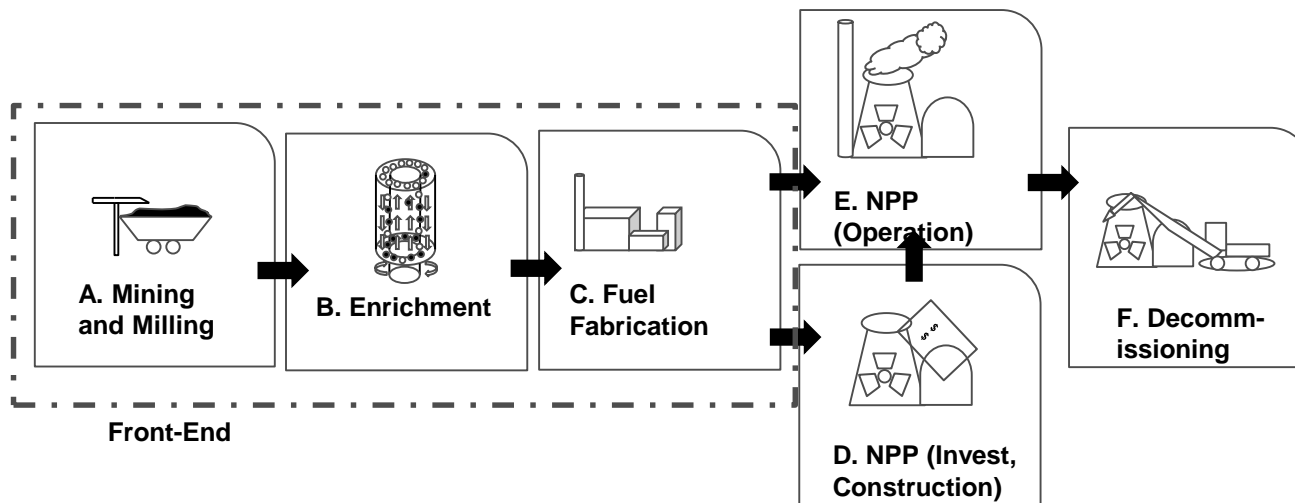 A. Mining
and Milling
B. Enrichment
C. Fuel
Fabrication
Front-End
E. NPP
(Operation)
$ $
D. NPP (Invest,
Construction)
F. Decomm-
issioning